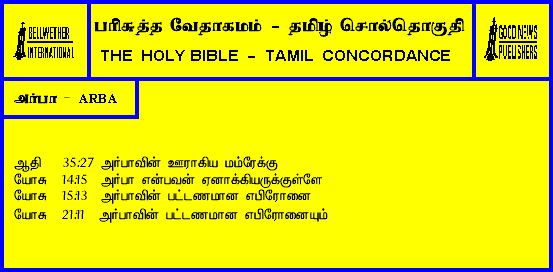 BELLWETHER
INTERNATIONAL
பரிசுத்த வேதாகமம் - தமிழ் சொல்தொகுதி
THE HOLY BIBLE - TAMIL CONCORDANCE
GOOD NEWS
PUBLISHERS
அர்பா - ARBA
ஆதி 35:27 அர்பாவின் ஊராகிய மம்ரேக்கு
யோசு 14:15 அர்பா என்பவன் ஏனாக்கியருக்குள்ளே
யோசு 15:13 அர்பாவின் பட்டணமான எபிரோனை
யோசு 21:11 அர்பாவின் பட்டணமான எபிரோனையும்